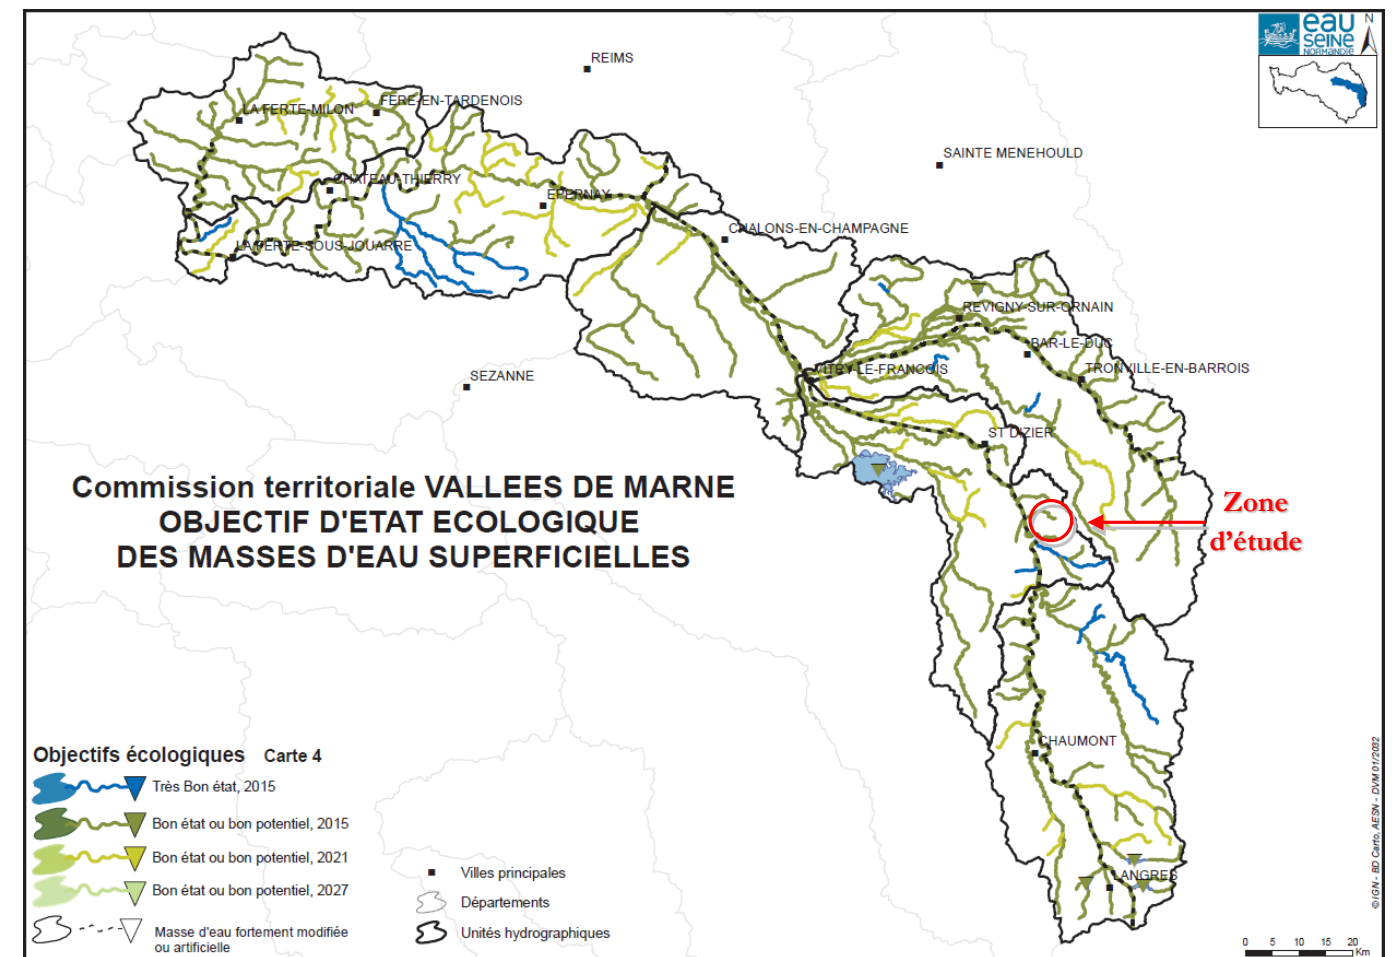 eau
SEINE
NORMANDIE
N
REIMS
LA FERTE-MILON
FERE-EN-TARDENOIS
SAINTE MENEHOULD
CHATEAU-THIERRY
EPERNAY
CHALONS-EN-CHAMPAGNE
LA FERTE-SOUS-JOUARRE
REVIGNY-SUR-ORNAIN
BAR-LE-DUC
VITRY-LE-FRANCOIS
TRONVILLE-EN-BARROIS
SEZANNE
ST DIZIER
Commission territoriale VALLEES DE MARNE
OBJECTIF D'ETAT ECOLOGIQUE
DES MASSES D'EAU SUPERFICIELLES
Zone
d'étude
CHAUMONT
LANGRES
Objectifs écologiques Carte 4
Très Bon état, 2015
Bon état ou bon potentiel, 2015
Bon état ou bon potentiel, 2021
Bon état ou bon potentiel, 2027
Masse d'eau fortement modifiée
ou artificielle
Villes principales
Départements
Unités hydrographiques
0 5 10 15 20
Km
© IGN - BD Carto, AESN - DVM 01/2032